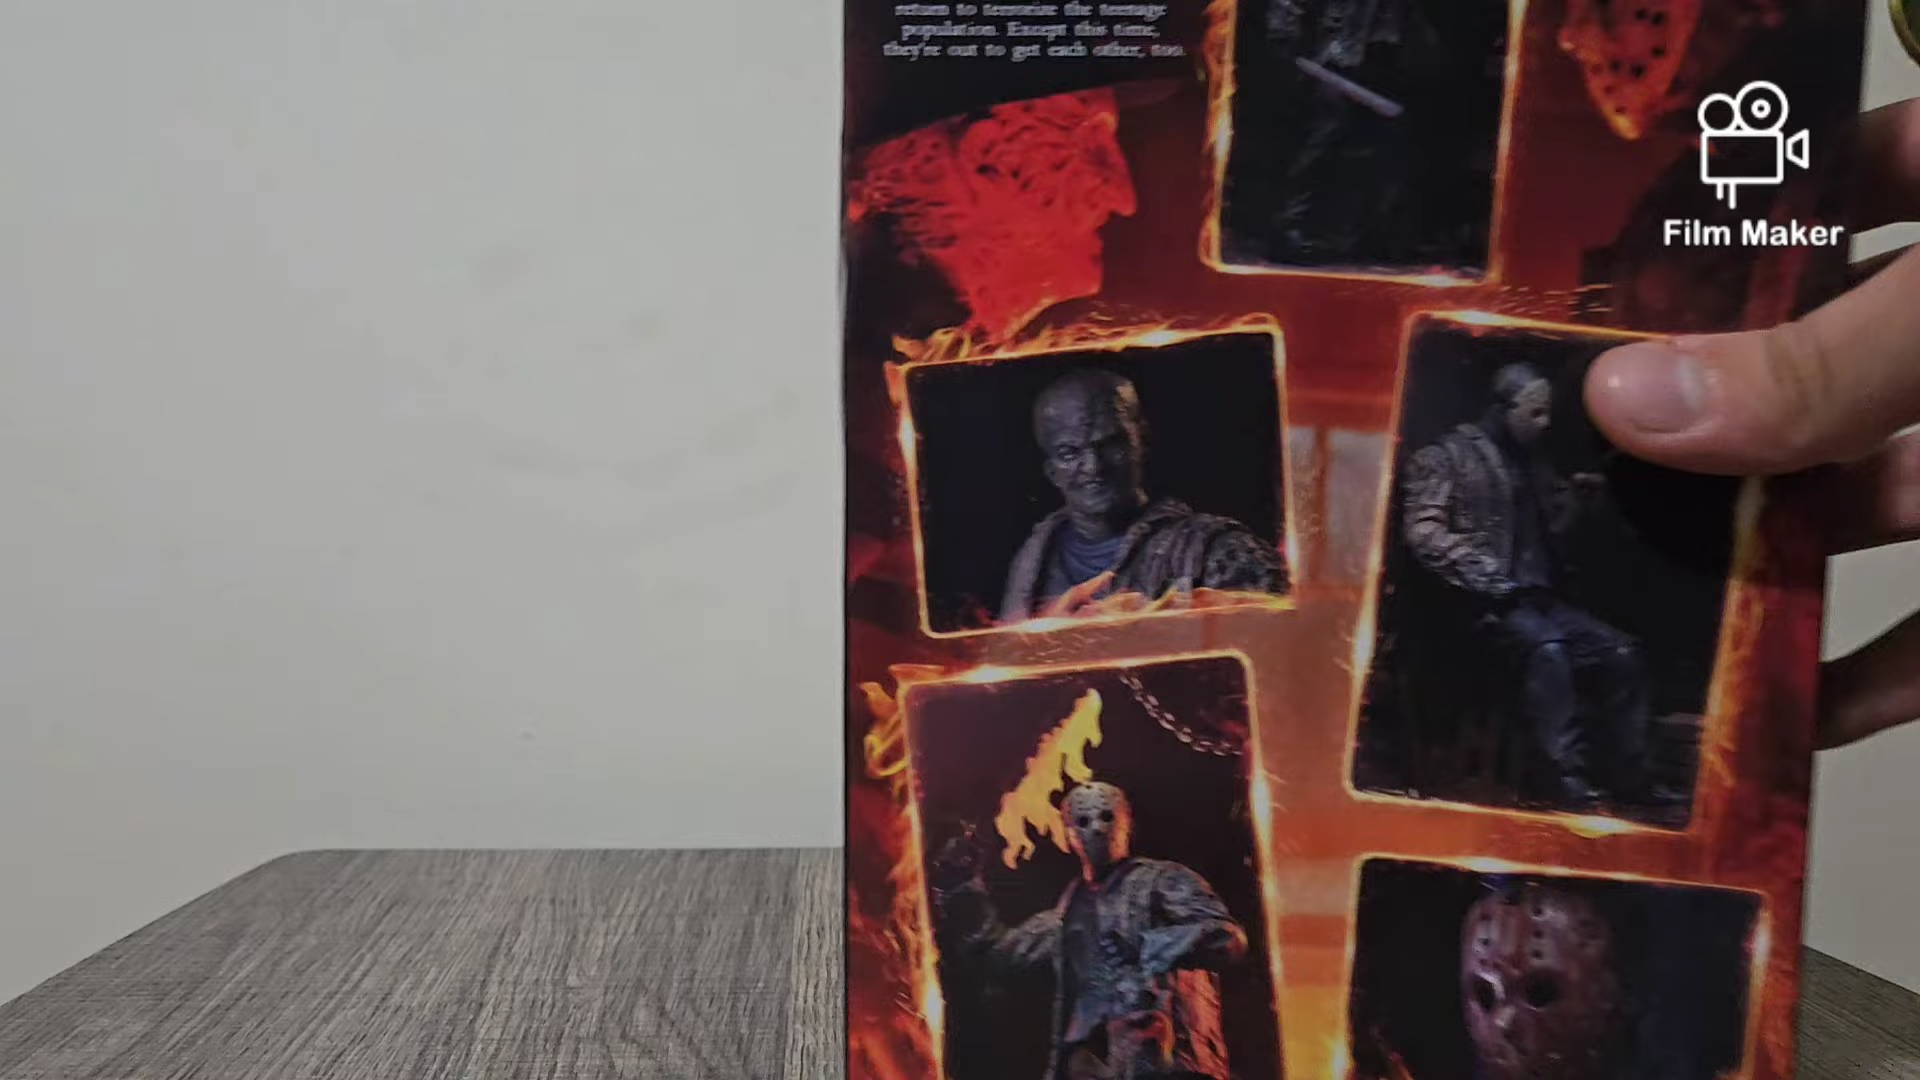 return to terrorize the teenage
population. Except this time,
they're out to get each other, too.
Film Maker